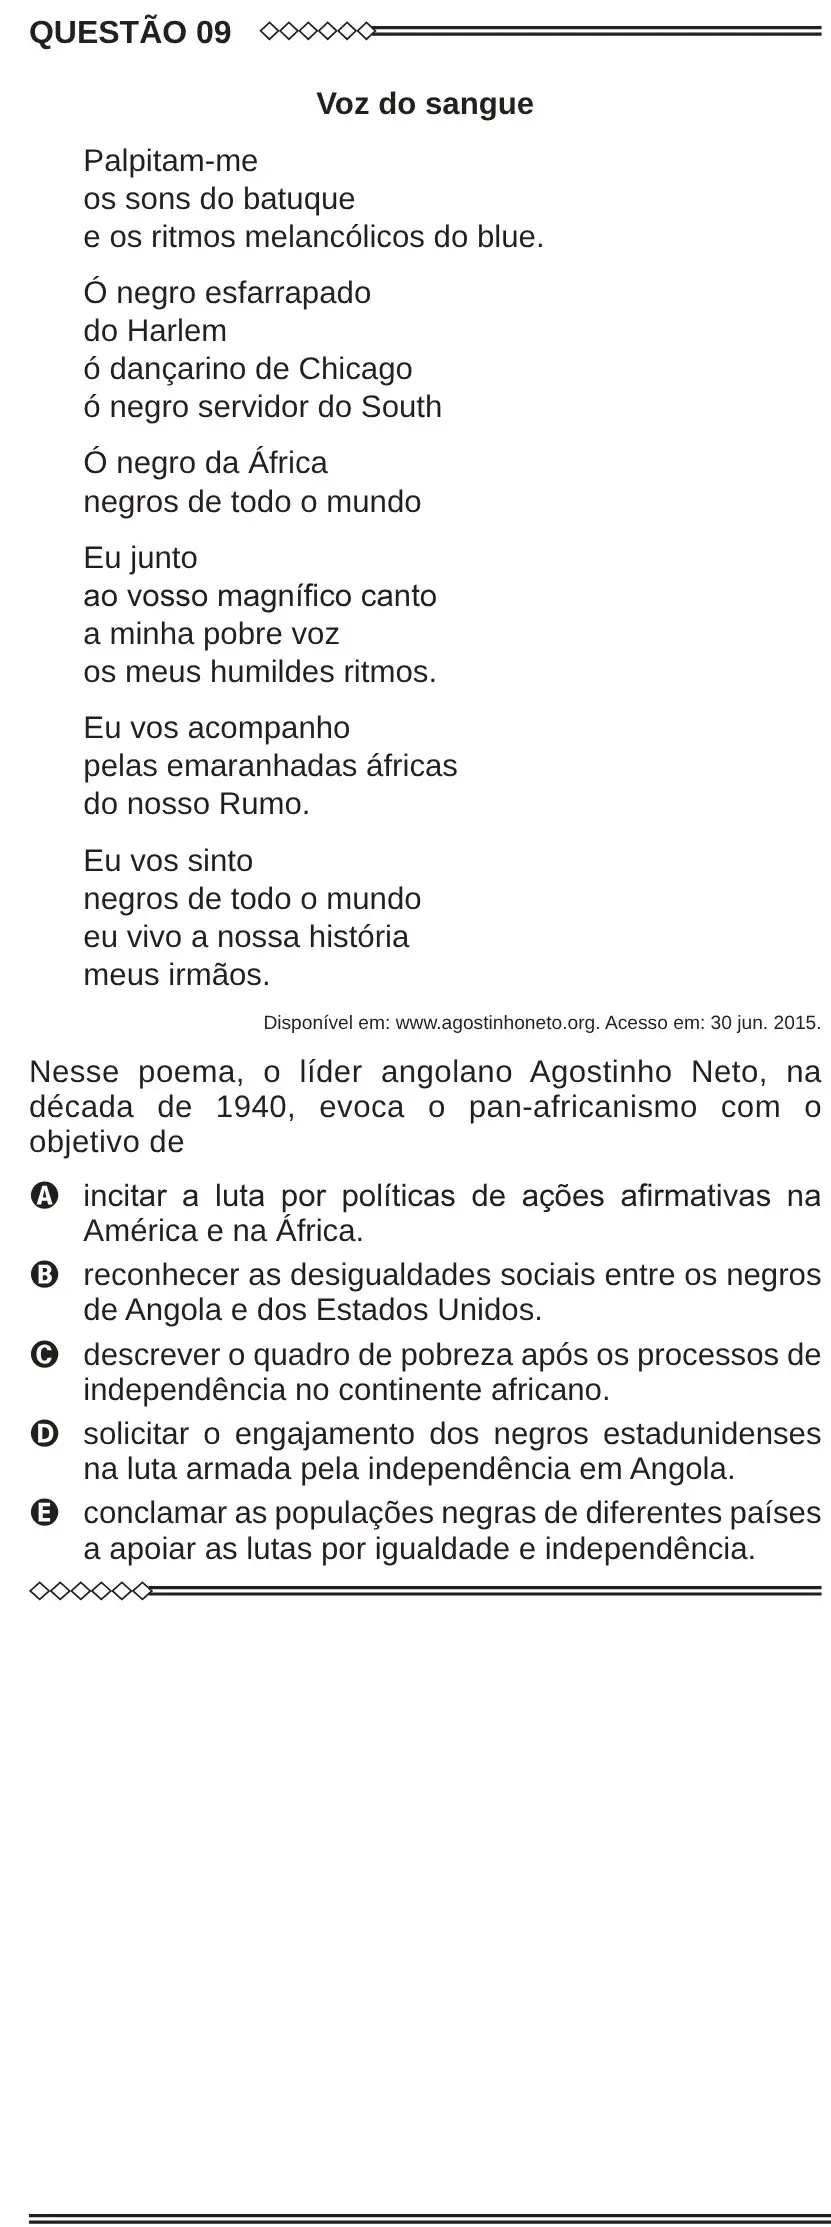 QUESTÃO 09
Voz do sangue
Palpitam-me
os sons do batuque
e os ritmos melancólicos do blue.
Ó negro esfarrapado
do Harlem
ó dançarino de Chicago
ó negro servidor do South
Ó negro da África
negros de todo o mundo
Eu junto
ao vosso magnífico canto
a minha pobre voz
os meus humildes ritmos.
Eu vos acompanho
pelas emaranhadas áfricas
do nosso Rumo.
Eu vos sinto
negros de todo o mundo
eu vivo a nossa história
meus irmãos.
Disponível em: www.agostinhoneto.org. Acesso em: 30 jun. 2015.
Nesse poema, o líder angolano Agostinho Neto, na
década de 1940, evoca o pan-africanismo com o
objetivo de
A incitar a luta por políticas de ações afirmativas na
América e na África.
B reconhecer as desigualdades sociais entre os negros
de Angola e dos Estados Unidos.
C descrever o quadro de pobreza após os processos de
independência no continente africano.
D solicitar o engajamento dos negros estadunidenses
na luta armada pela independência em Angola.
E conclamar as populações negras de diferentes países
a apoiar as lutas por igualdade e independência.